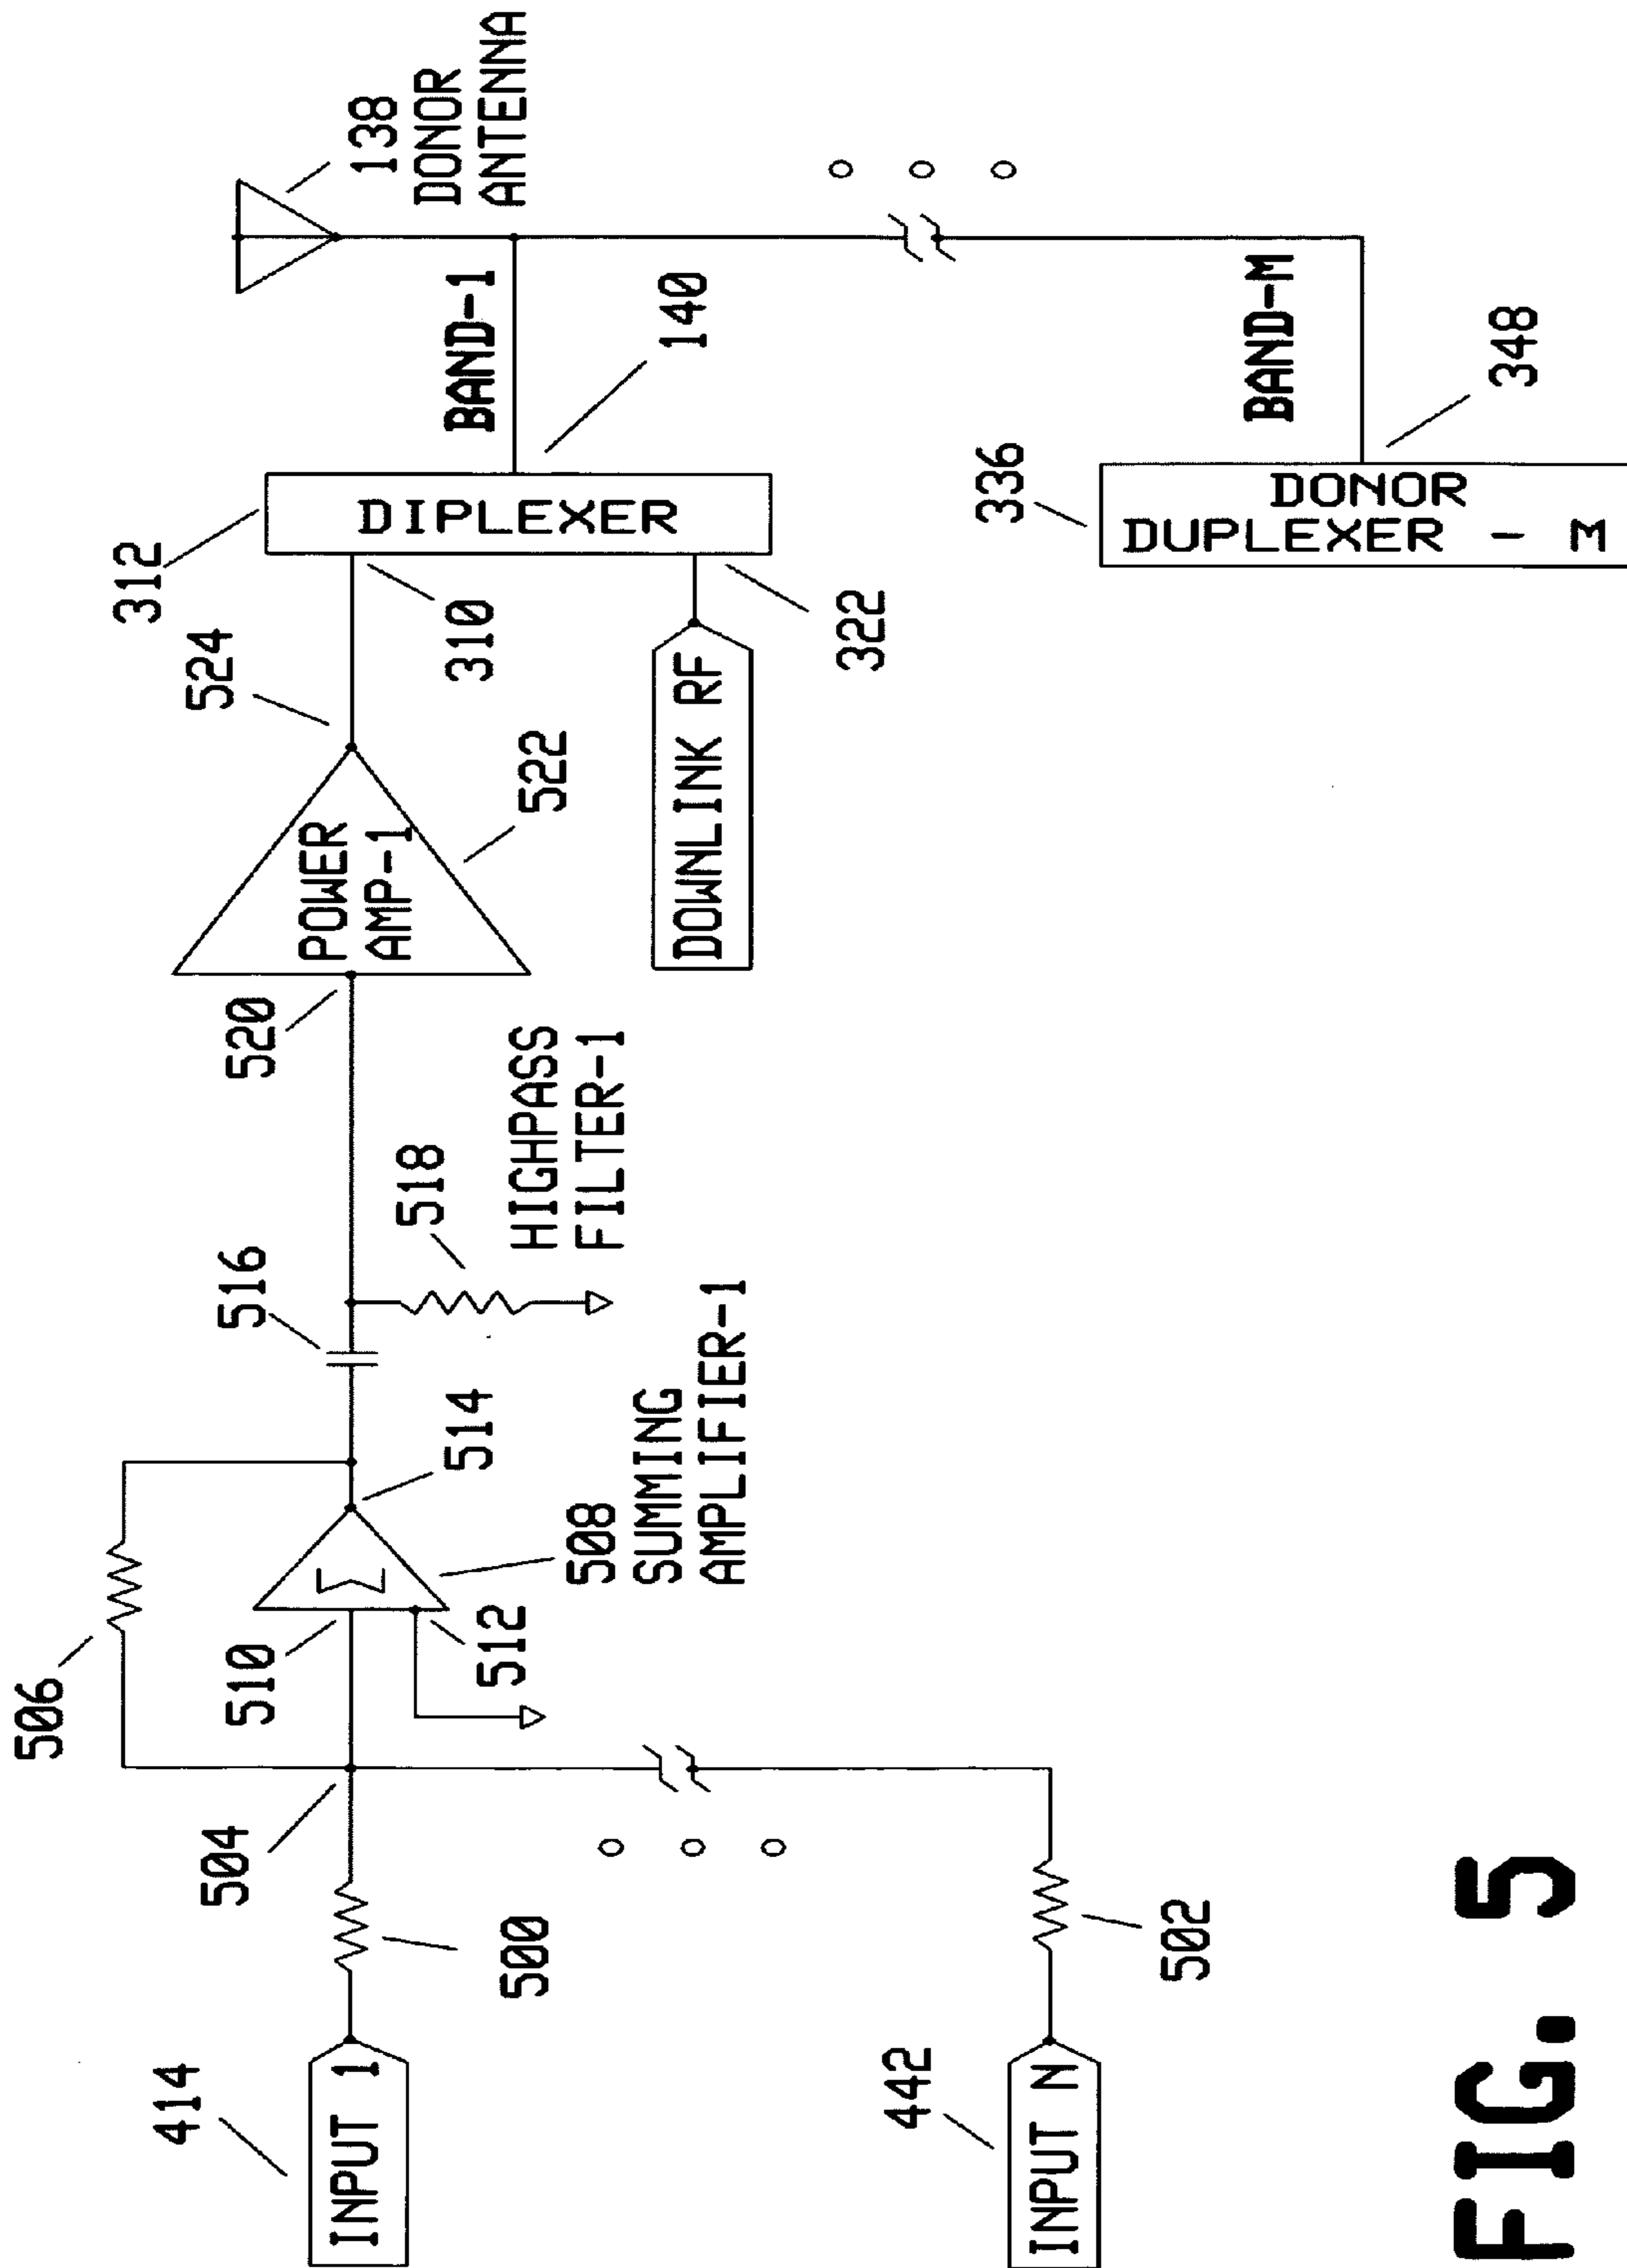 414
INPUT 1
500
504
506
510
512
514
508
SUMMING
AMPLIFIER-1
516
518
HIGHPASS
FILTER-1
520
POWER
AMP-1
522
524
312
310
DIPLEXER
DOWNLINK RF
322
BAND-1
140
138
DONOR
ANTENNA
442
INPUT N
502
336
DONOR
DUPLEXER - M
BAND-M
348
Σ
FIG. 5